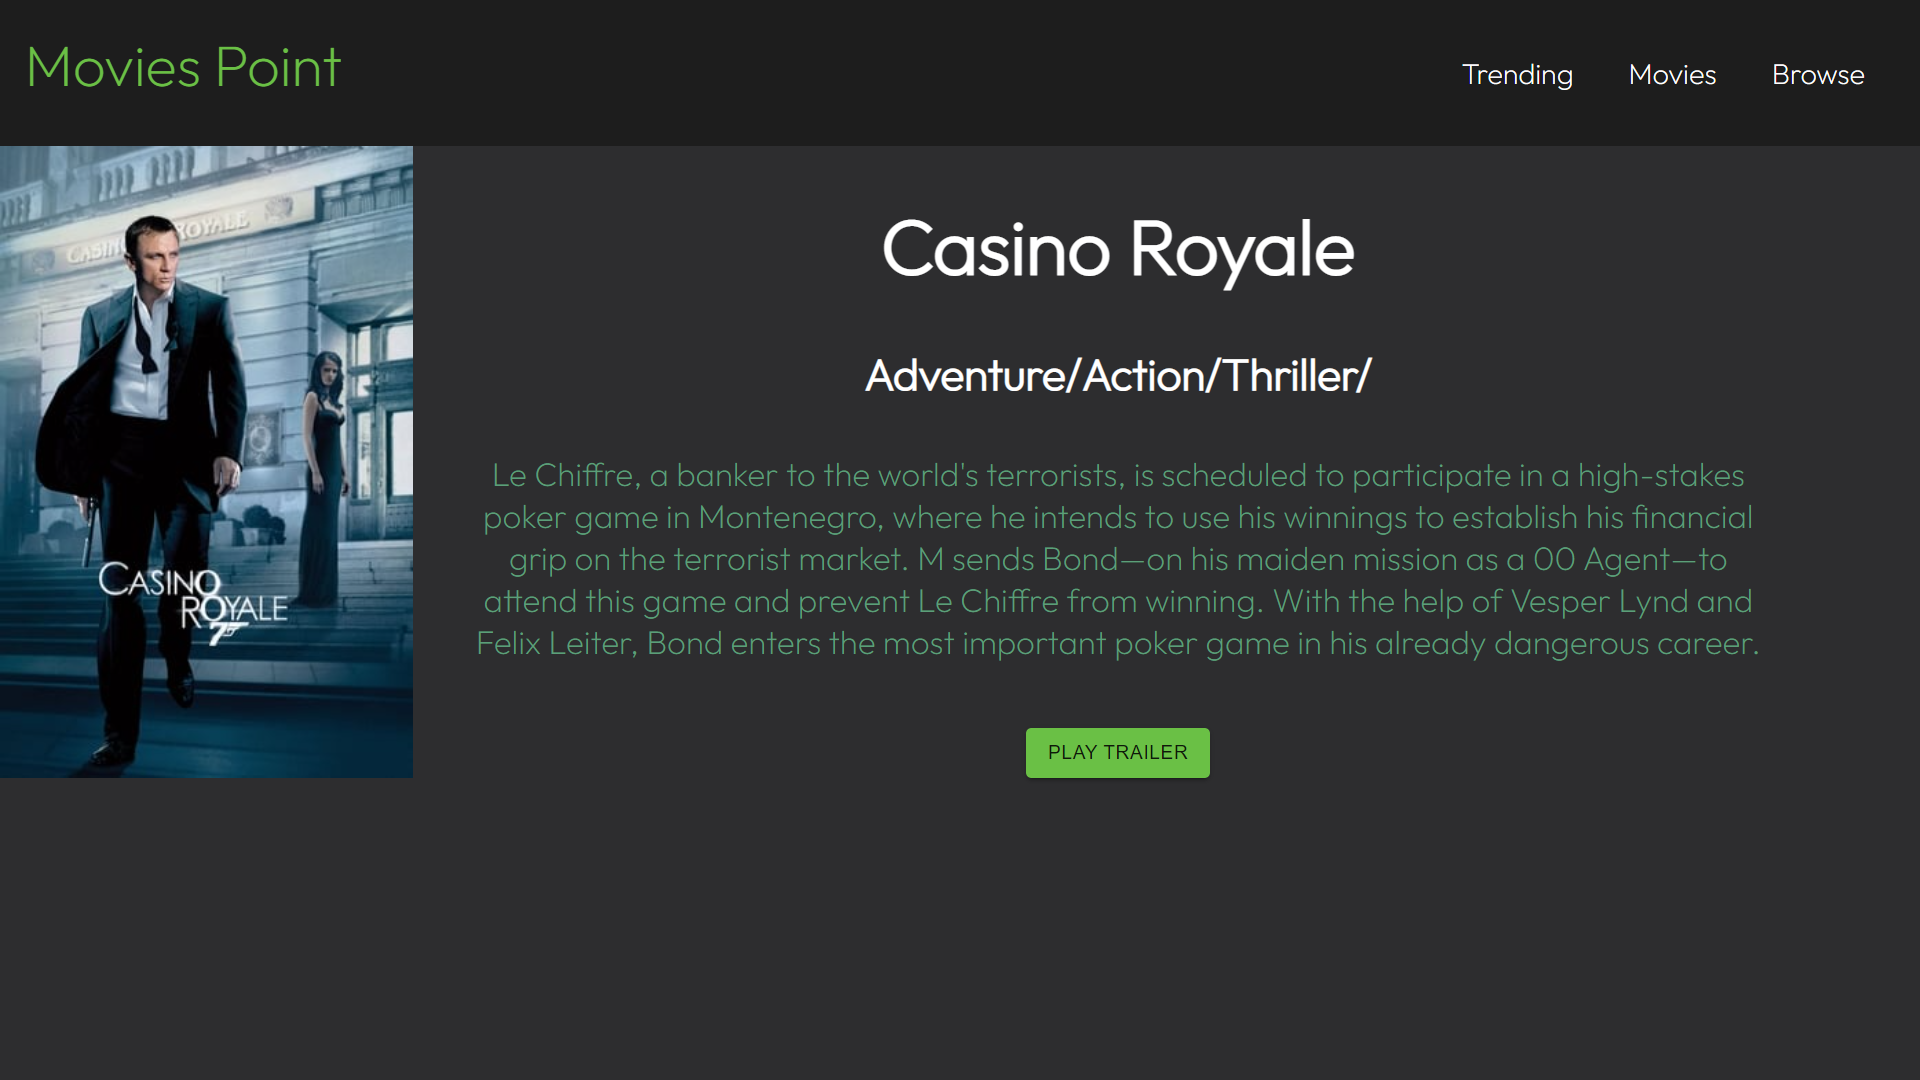 Movies Point
Trending
Movies
Browse
CASINO ROYALE
CASINO
ROYALE
007
Casino Royale
Adventure/Action/Thriller/
Le Chiffre, a banker to the world's terrorists, is scheduled to participate in a high-stakes
poker game in Montenegro, where he intends to use his winnings to establish his financial
grip on the terrorist market. M sends Bond—on his maiden mission as a 00 Agent—to
attend this game and prevent Le Chiffre from winning. With the help of Vesper Lynd and
Felix Leiter, Bond enters the most important poker game in his already dangerous career.
PLAY TRAILER